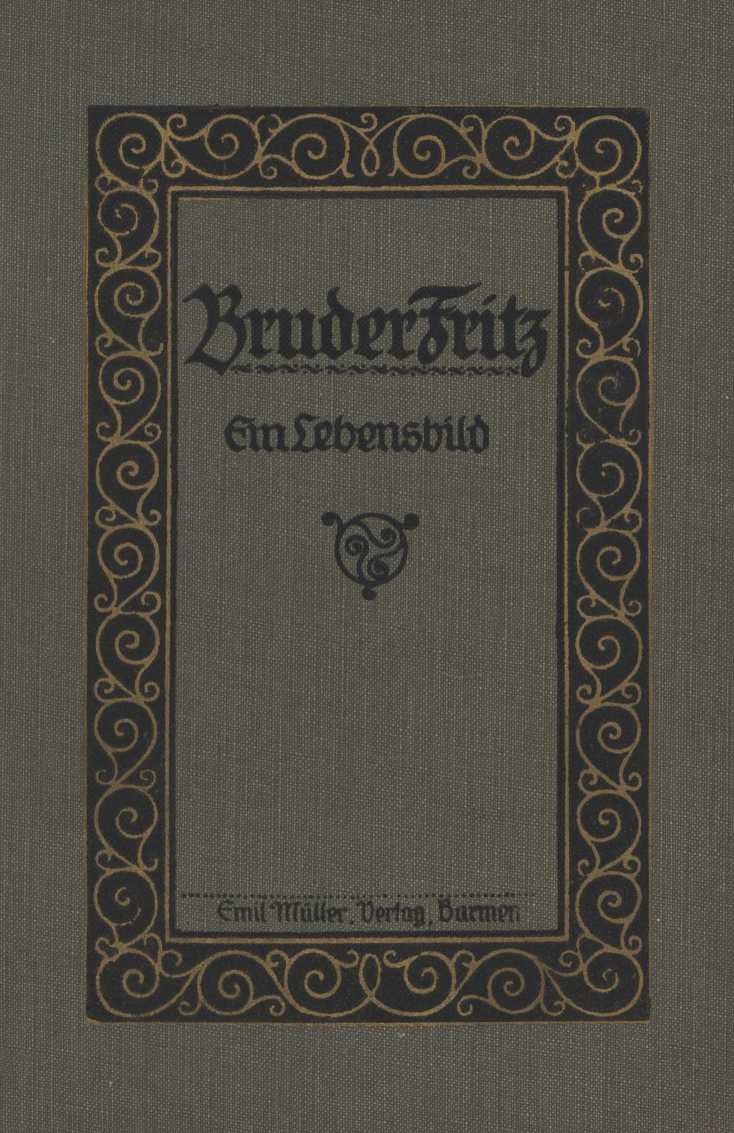 Bruder Fritz
Ein Lebensbild
Emil Müller, Verlag, Barmen